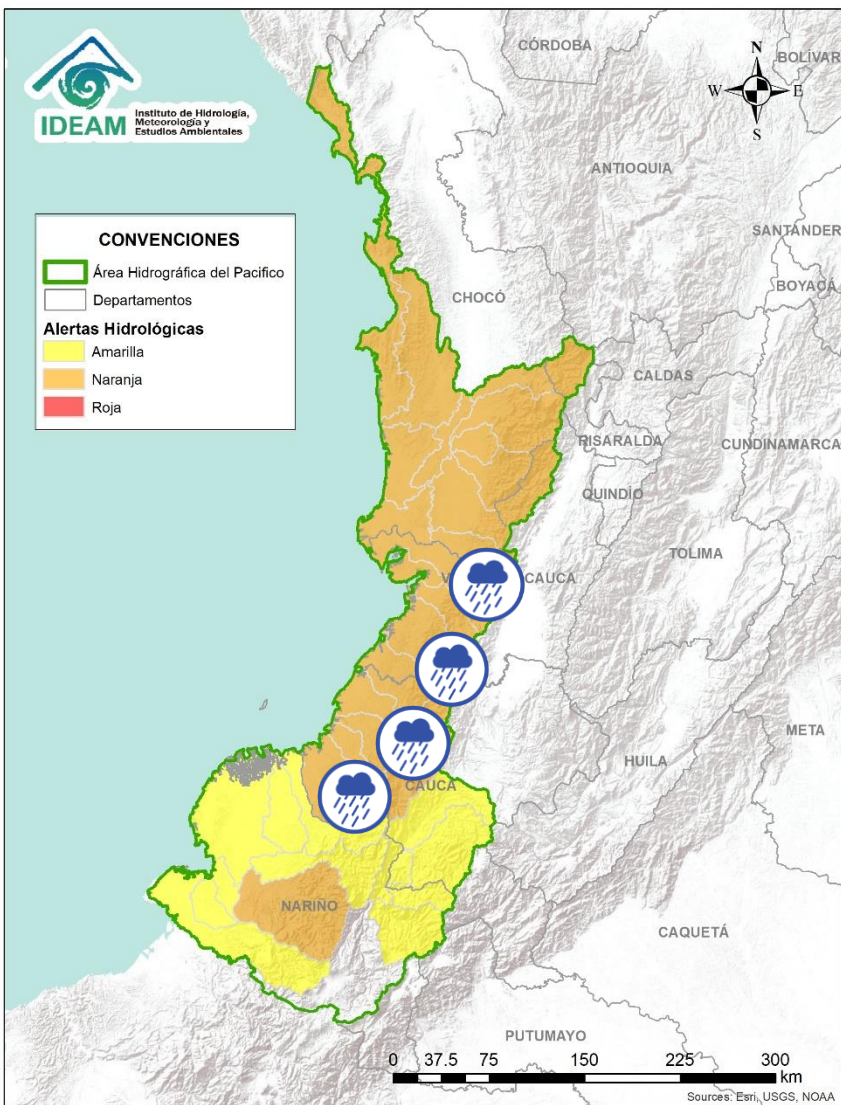 IDEAM
Instituto de Hidrología,
Meteorología y
Estudios Ambientales
N
W
E
S
CÓRDOBA
BOLÍVAR
ANTIOQUIA
SANTANDER
BOYACÁ
CHOCÓ
CALDAS
RISARALDA
CUNDINAMARCA
QUINDÍO
TOLIMA
CAUCA
META
HUILA
CAUCA
NARIÑO
CAQUETÁ
PUTUMAYO
CONVENCIONES
Área Hidrográfica del Pacifico
Departamentos
Alertas Hidrológicas
Amarilla
Naranja
Roja
0 37.5 75 150 225 300
km
Sources: Esri, USGS, NOAA